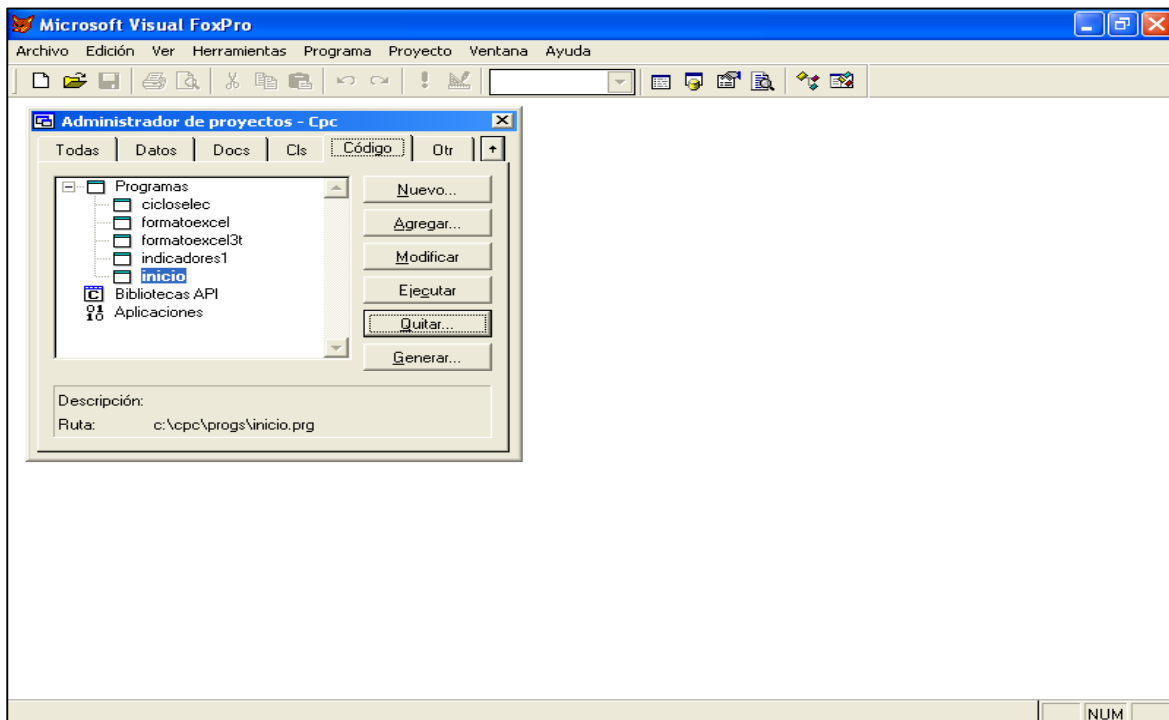 Microsoft Visual FoxPro
Archivo Edición Ver Herramientas Programa Proyecto Ventana Ayuda
Administrador de proyectos - Cpc
Todas Datos Docs Cls Código Otr
Programas
cicloselec
formatoexcel
formatoexcel3t
indicadores1
inicio
Bibliotecas API
Aplicaciones
Nuevo...
Agregar...
Modificar
Ejecutar
Quitar...
Generar...
Descripción:
Ruta: c:\cpc\progs\inicio.prg
NUM